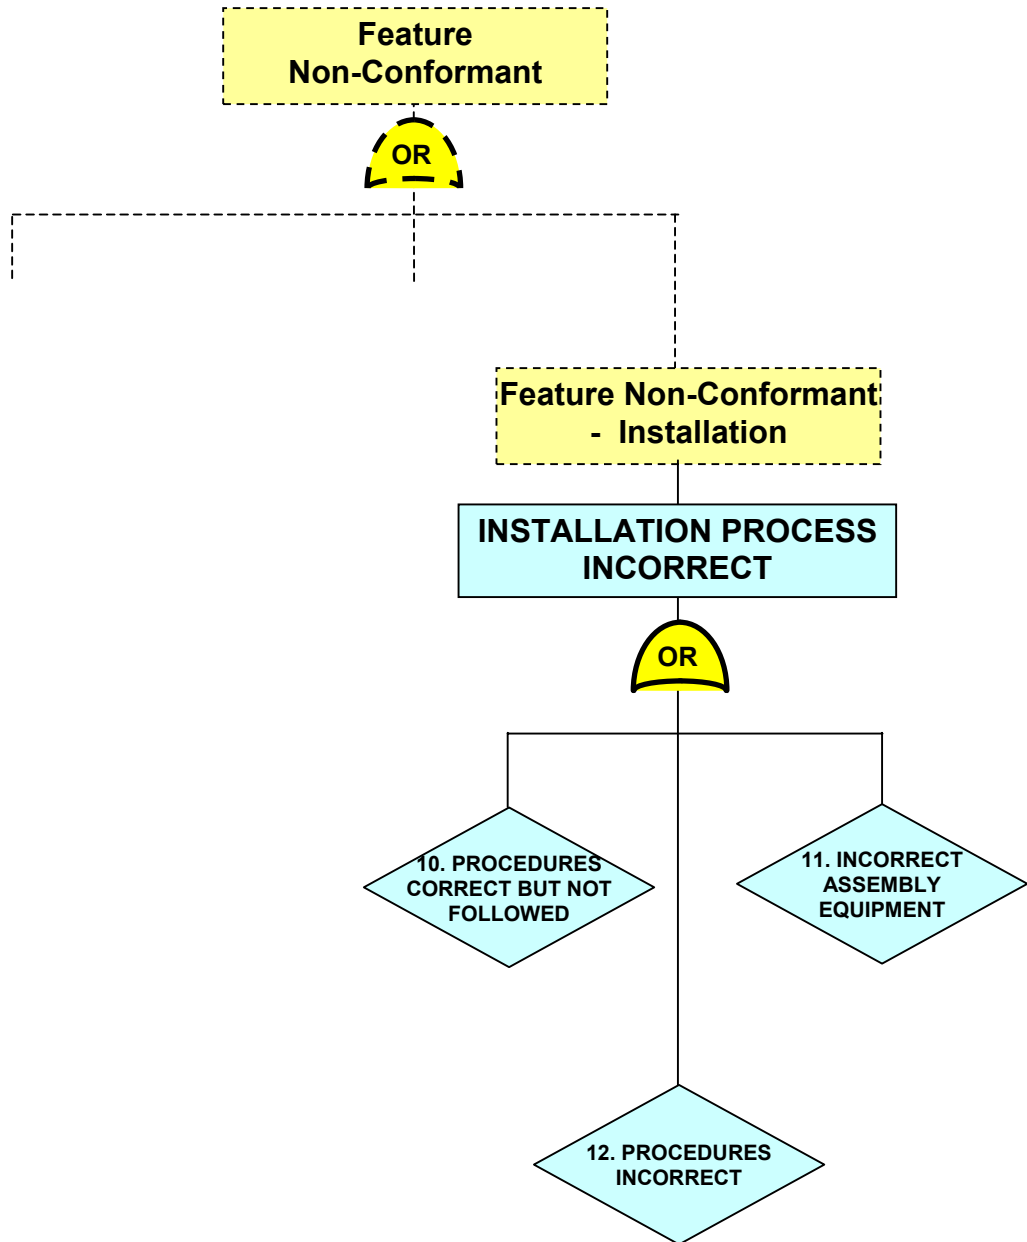 Feature
Non-Conformant
OR
Feature Non-Conformant
- Installation
INSTALLATION PROCESS
INCORRECT
OR
10. PROCEDURES
CORRECT BUT NOT
FOLLOWED
11. INCORRECT
ASSEMBLY
EQUIPMENT
12. PROCEDURES
INCORRECT